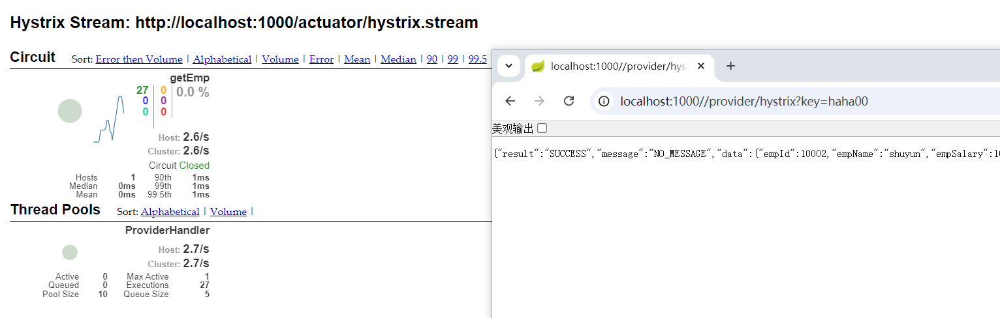 Hystrix Stream: http://localhost:1000/actuator/hystrix.stream
Circuit Sort: Error then Volume | Alphabetical | Volume | Error | Mean | Median | 90 | 99 | 99.5
getEmp
27 0 0.0 %
0 0
0 0
Host: 2.6/s
Cluster: 2.6/s
Circuit Closed
Hosts 1 90th 1ms
Median 0ms 99th 1ms
Mean 0ms 99.5th 1ms
Thread Pools Sort: Alphabetical | Volume |
ProviderHandler
Host: 2.7/s
Cluster: 2.7/s
Active 0 Max Active 1
Queued 0 Executions 27
Pool Size 10 Queue Size 5
localhost:1000//provider/hys
localhost:1000//provider/hystrix?key=haha00
美观输出
{"result":"SUCCESS","message":"NO_MESSAGE","data":{"empId":10002,"empName":"shuyun","empSalary":10